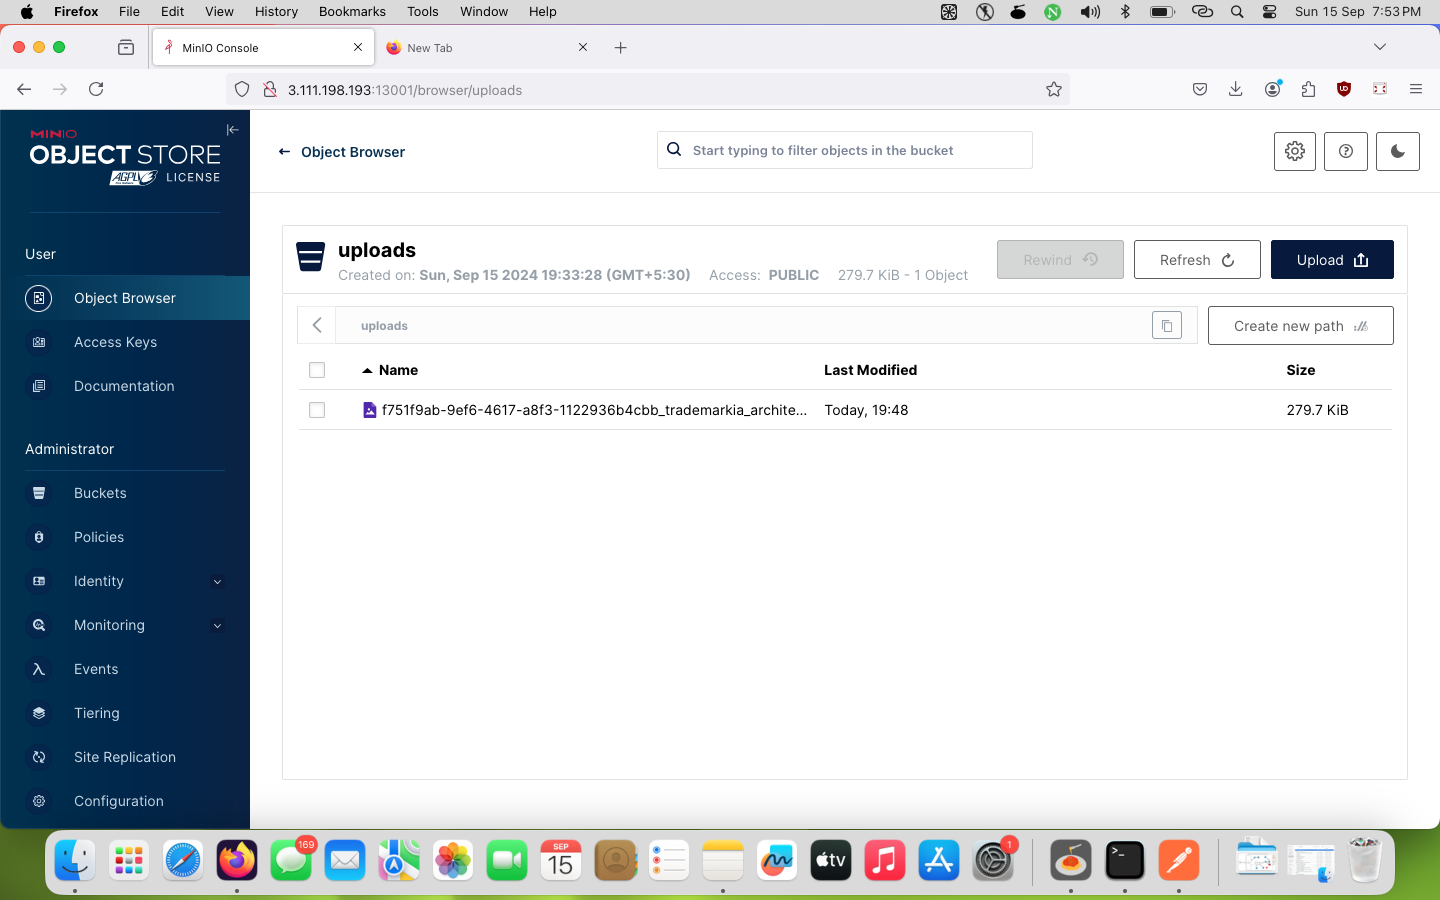 Firefox File Edit View History Bookmarks Tools Window Help
N
Sun 15 Sep 7:53 PM
MinIO Console
New Tab
3.111.198.193:13001/browser/uploads
MINIO
OBJECT STORE
AGPL LICENSE
User
Object Browser
Access Keys
Documentation
Administrator
Buckets
Policies
Identity
Monitoring
Events
Tiering
Site Replication
Configuration
Object Browser
Start typing to filter objects in the bucket
uploads
Created on: Sun, Sep 15 2024 19:33:28 (GMT+5:30) Access: PUBLIC 279.7 KiB - 1 Object
Rewind
Refresh
Upload
uploads
Create new path
Name Last Modified Size
f751f9ab-9ef6-4617-a8f3-1122936b4cbb_trademarkia_archite... Today, 19:48 279.7 KiB
169
SEP
15
tv
1
>_